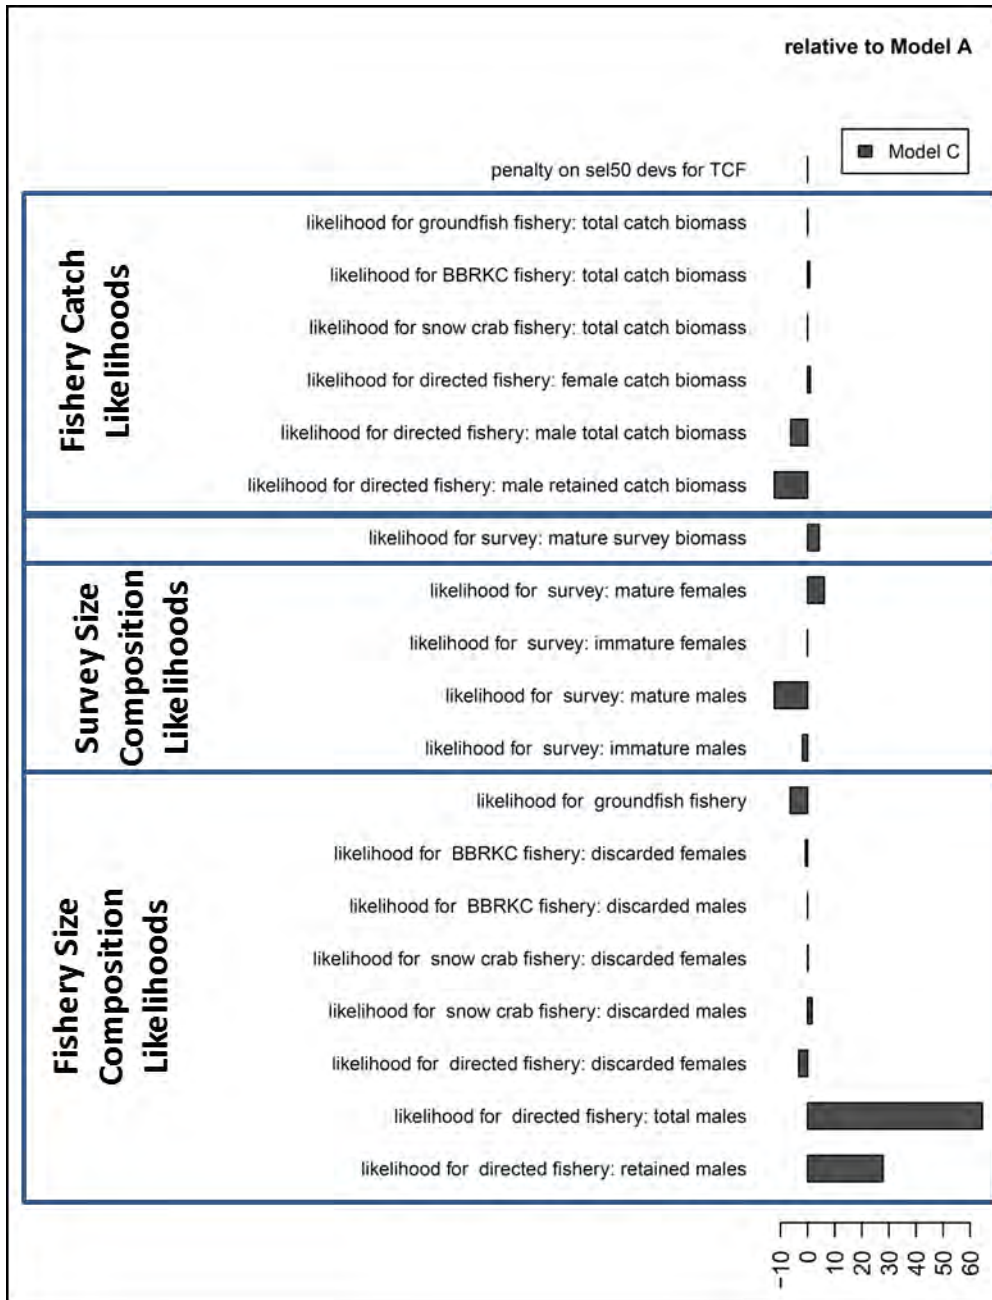 relative to Model A
Model C
penalty on sel50 devs for TCF
Fishery Catch
Likelihoods
likelihood for groundfish fishery: total catch biomass
likelihood for BBRKC fishery: total catch biomass
likelihood for snow crab fishery: total catch biomass
likelihood for directed fishery: female catch biomass
likelihood for directed fishery: male total catch biomass
likelihood for directed fishery: male retained catch biomass
likelihood for survey: mature survey biomass
Survey Size
Composition
Likelihoods
likelihood for survey: mature females
likelihood for survey: immature females
likelihood for survey: mature males
likelihood for survey: immature males
Fishery Size
Composition
Likelihoods
likelihood for groundfish fishery
likelihood for BBRKC fishery: discarded females
likelihood for BBRKC fishery: discarded males
likelihood for snow crab fishery: discarded females
likelihood for snow crab fishery: discarded males
likelihood for directed fishery: discarded females
likelihood for directed fishery: total males
likelihood for directed fishery: retained males
-10 0 10 20 30 40 50 60